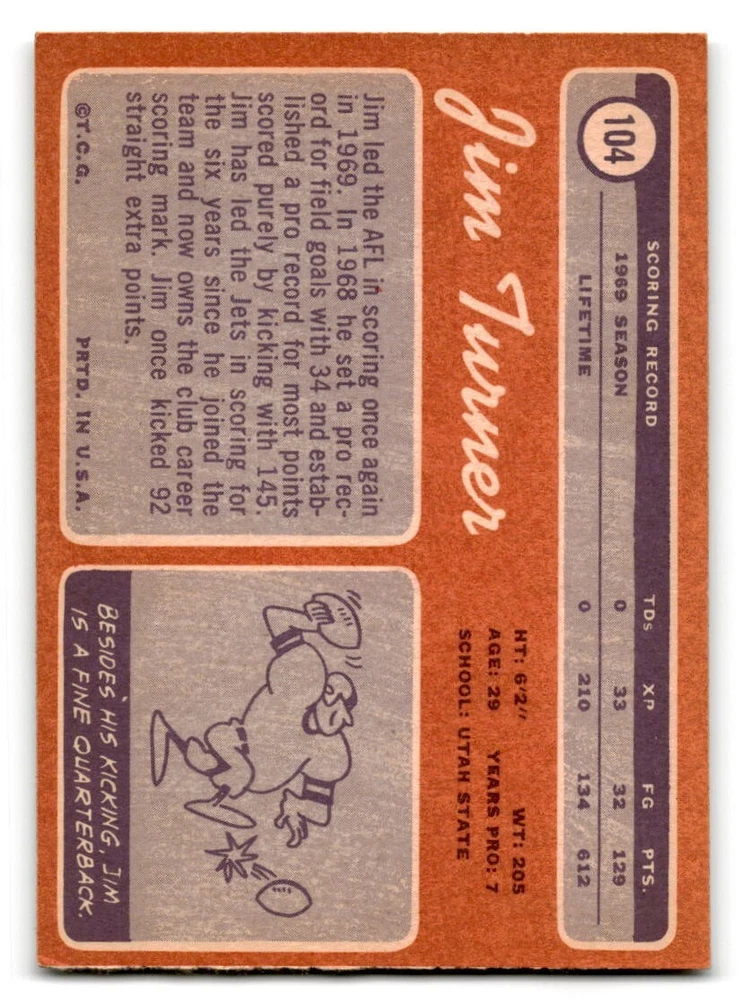 104
SCORING RECORD TDs XP FG PTS.
1969 SEASON 0 33 32 129
LIFETIME 0 210 134 612
Jim Turner
HT: 6'2" WT: 205
AGE: 29 YEARS PRO: 7
SCHOOL: UTAH STATE
Jim led the AFL in scoring once again
in 1969. In 1968 he set a pro rec-
ord for field goals with 34 and estab-
lished a pro record for most points
scored purely by kicking with 145.
Jim has led the Jets in scoring for
the six years since he joined the
team and now owns the club career
scoring mark. Jim once kicked 92
straight extra points.
©T.C.G. PRTD. IN U.S.A.
BESIDES HIS KICKING, JIM
IS A FINE QUARTERBACK.